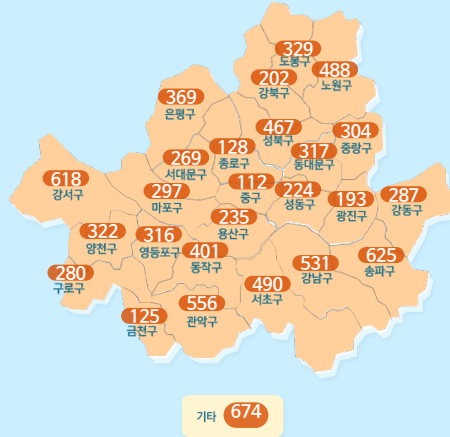 329
도봉구
202
강북구
488
노원구
369
은평구
467
성북구
304
중랑구
128
종로구
317
동대문구
269
서대문구
618
강서구
297
마포구
112
중구
224
성동구
193
광진구
287
강동구
235
용산구
322
양천구
316
영등포구
401
동작구
531
강남구
625
송파구
280
구로구
490
서초구
556
관악구
125
금천구
기타 674